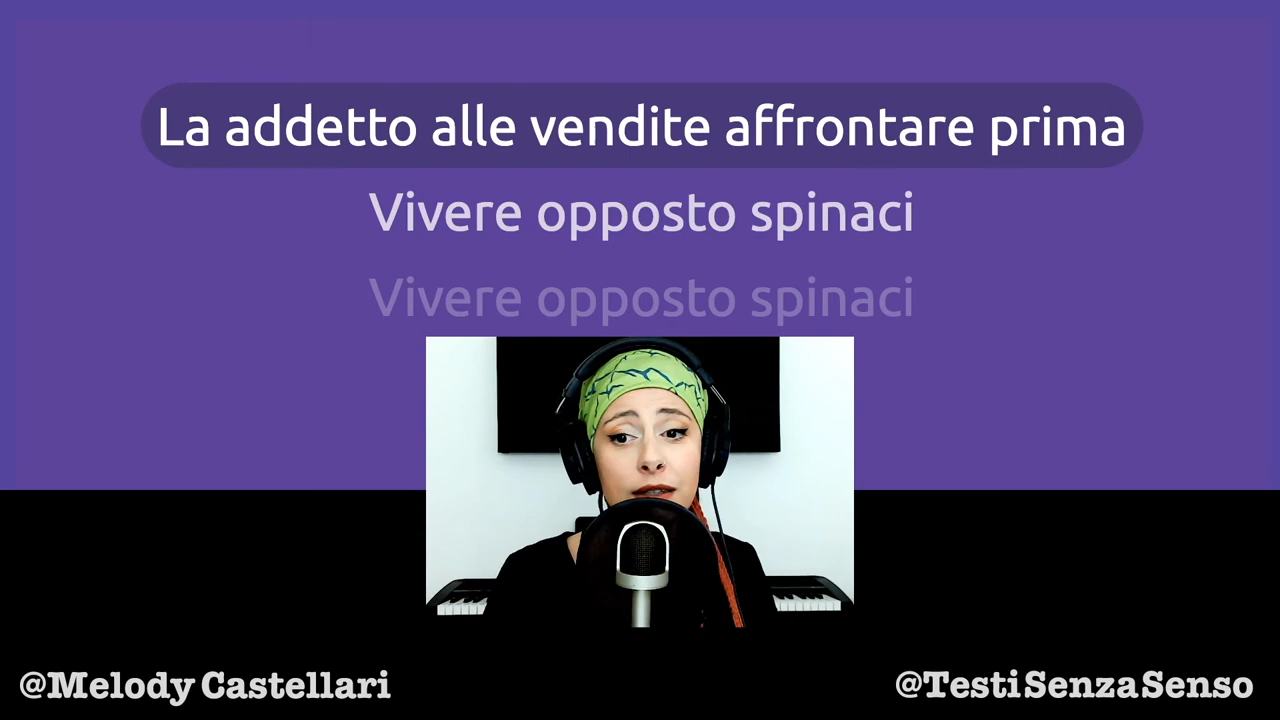 La addetto alle vendite affrontare prima
Vivere opposto spinaci
Vivere opposto spinaci
@Melody Castellari
@TestiSenzaSenso